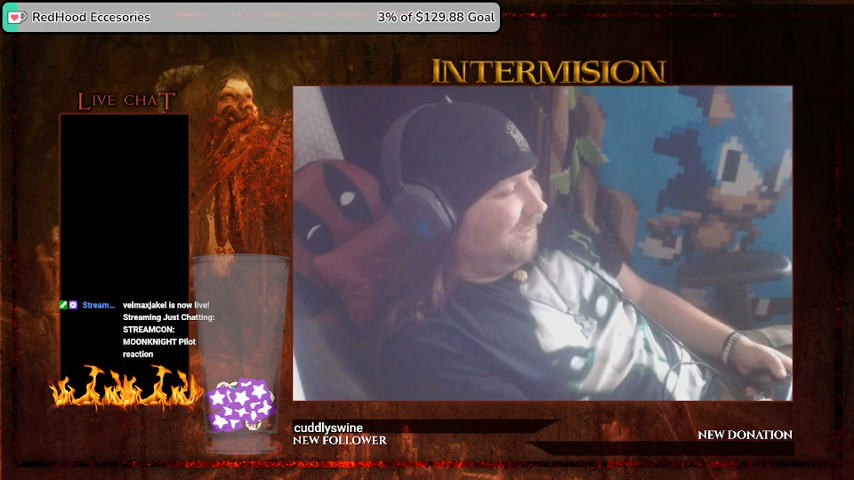 RedHood Eccesories
3% of $129.88 Goal
INTERMISION
LIVE CHAT
Stream... velmaxjakel is now live!
Streaming Just Chatting:
STREAMCON:
MOONKNIGHT Pilot
reaction
cuddlyswine
NEW FOLLOWER
NEW DONATION